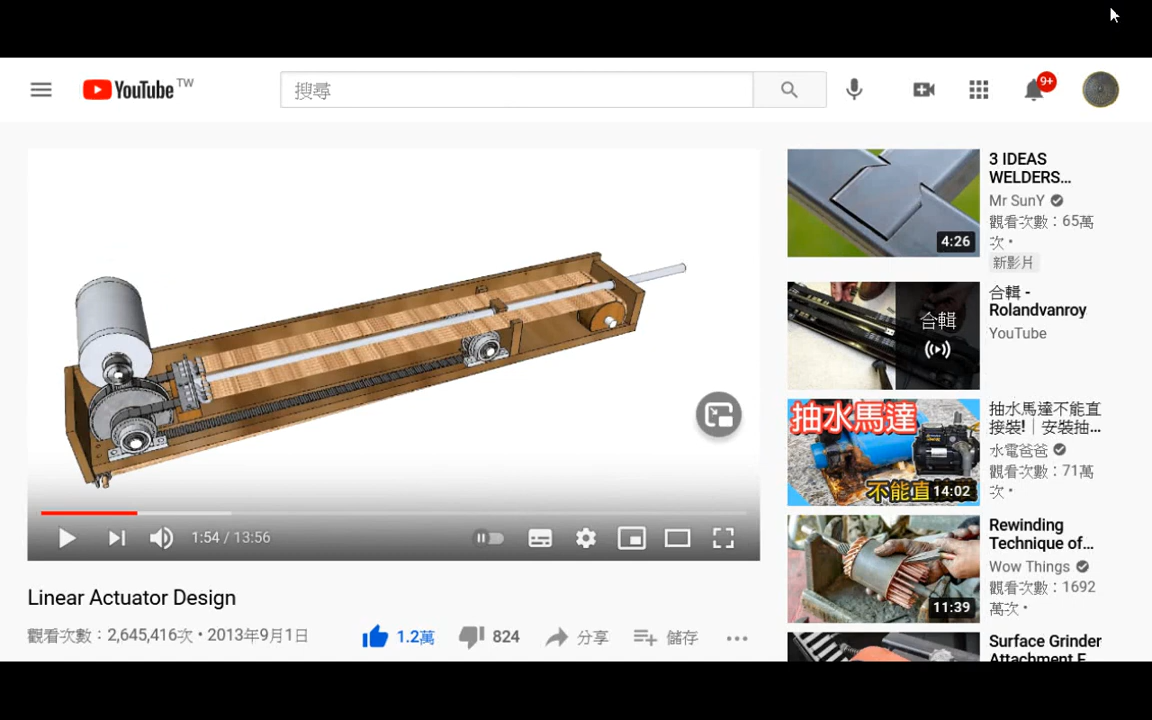 YouTube TW
搜尋
9+
1:54 / 13:56
Linear Actuator Design
觀看次數：2,645,416次 • 2013年9月1日
1.2萬
824
分享
儲存
4:26
3 IDEAS
WELDERS...
Mr SunY
觀看次數：65萬
次 •
新影片
合輯
合輯 -
Rolandvanroy
YouTube
抽水馬達
不能直
14:02
抽水馬達不能直
接裝!｜安裝抽...
水電爸爸
觀看次數：71萬
次 •
11:39
Rewinding
Technique of...
Wow Things
觀看次數：1692
萬次 •
Surface Grinder
Attachment F